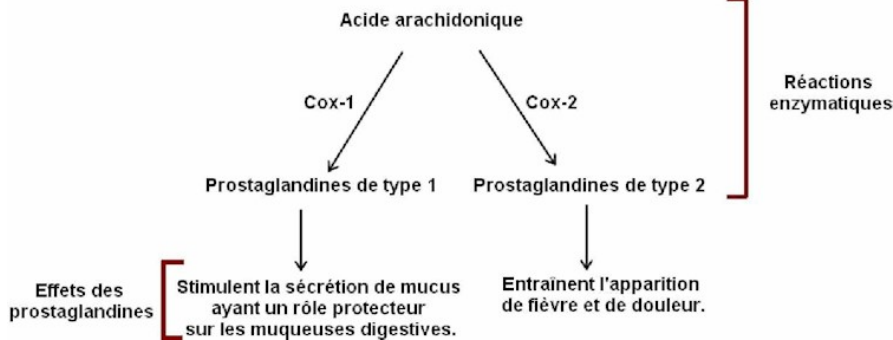 Acide arachidonique
Cox-1
Cox-2
Réactions
enzymatiques
Prostaglandines de type 1
Prostaglandines de type 2
Effets des
prostaglandines
Stimulent la sécrétion de mucus
ayant un rôle protecteur
sur les muqueuses digestives.
Entraînent l'apparition
de fièvre et de douleur.